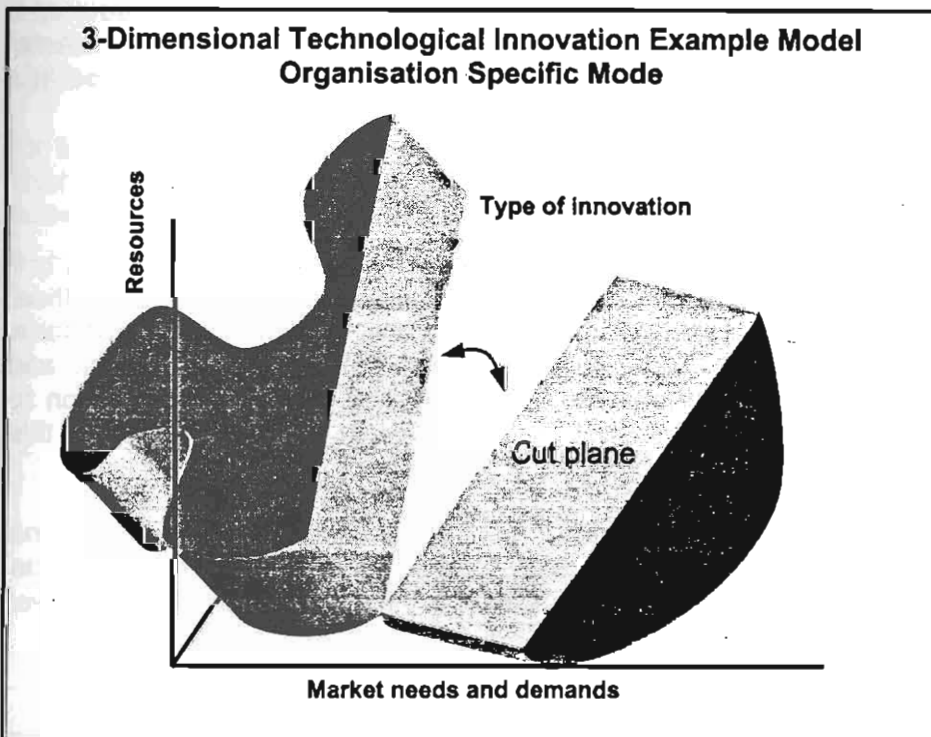 3-Dimensional Technological Innovation Example Model
Organisation Specific Mode
Resources
Type of innovation
Cut plane
Market needs and demands